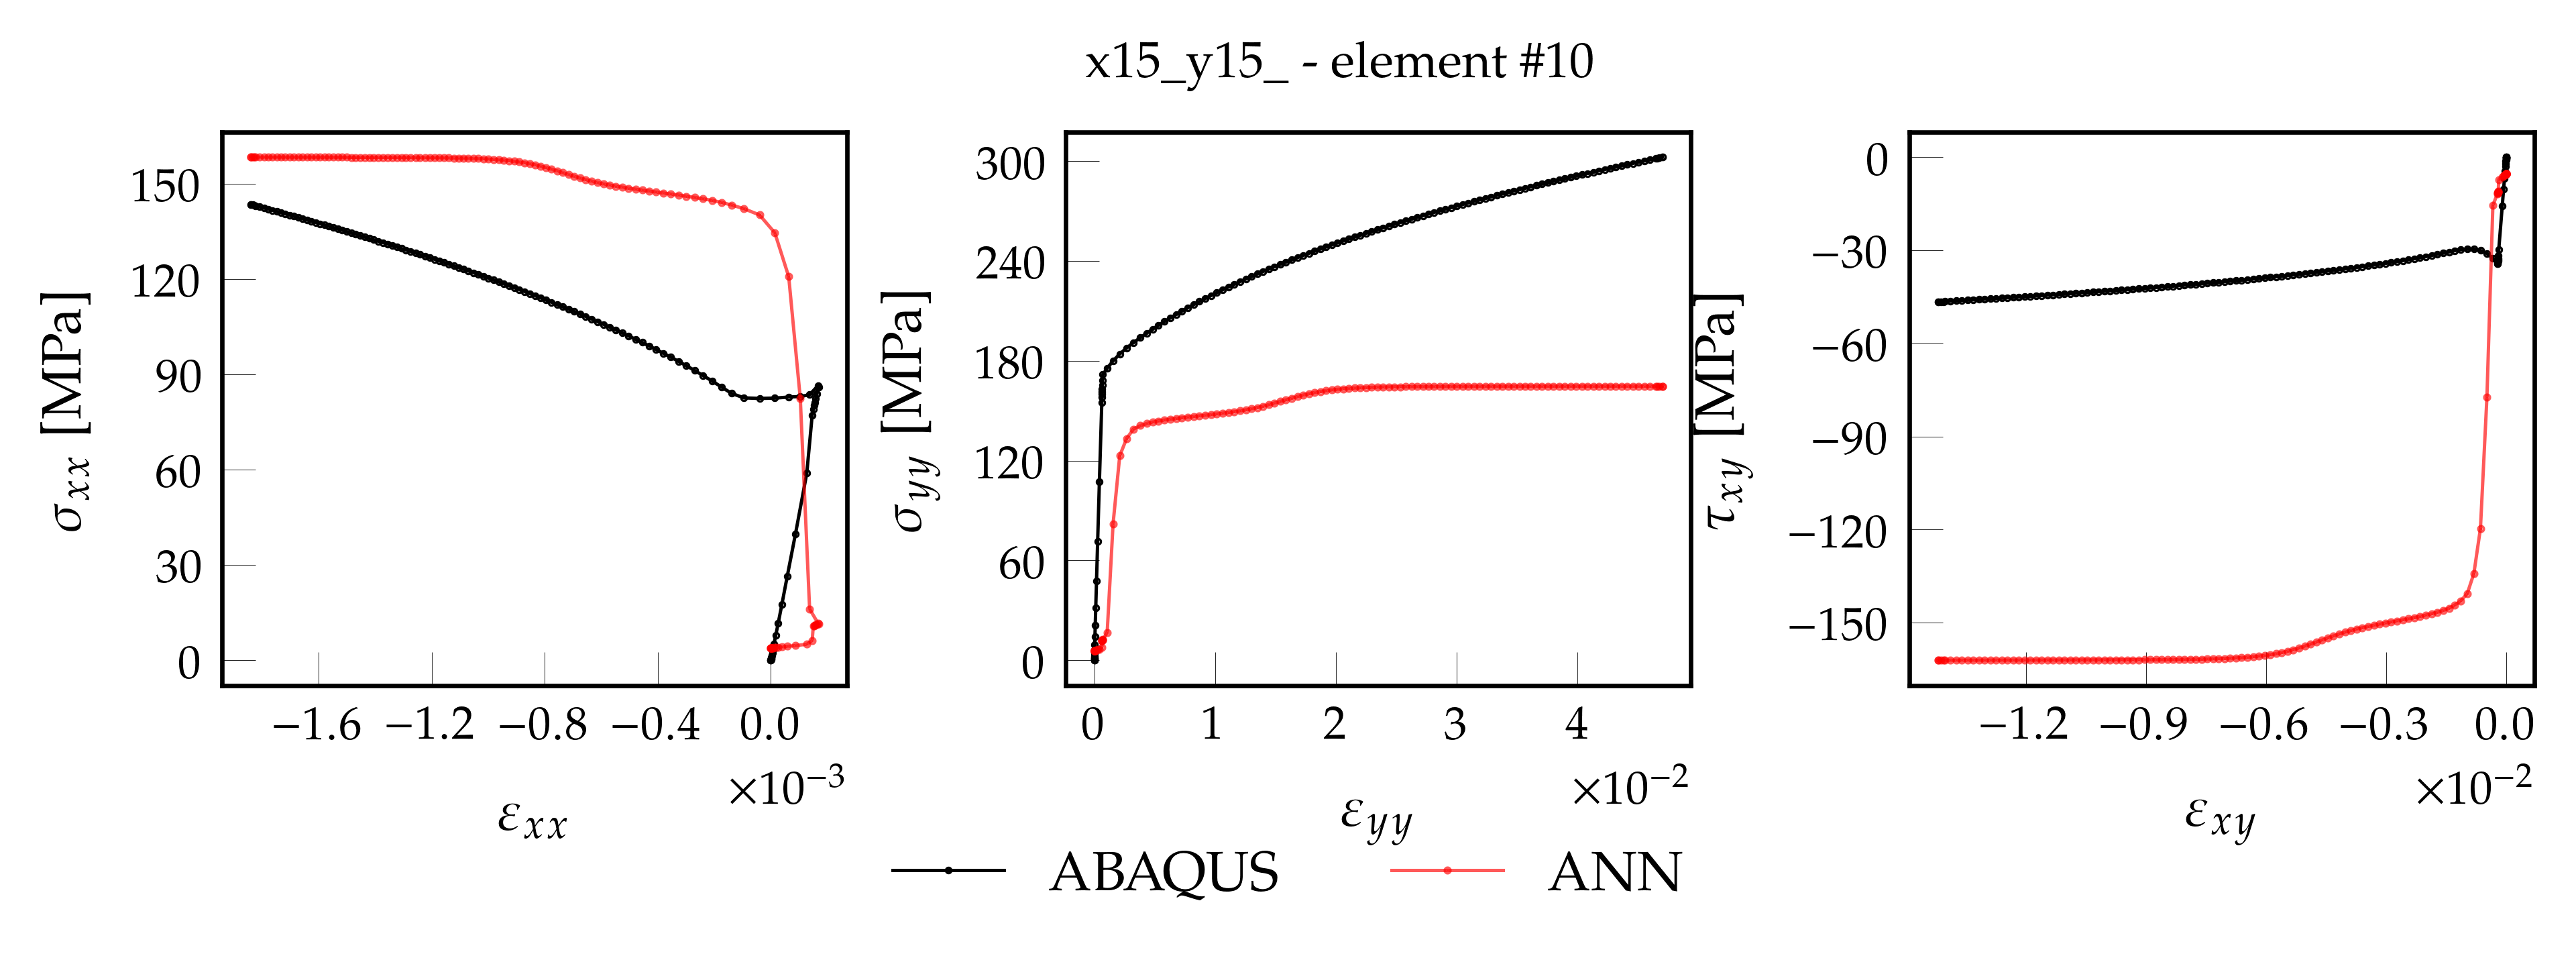 x15_y15_ - element #10
σxx [MPa]
150
120
90
60
30
0
−1.6 −1.2 −0.8 −0.4 0.0
×10−3
εxx
σyy [MPa]
300
240
180
120
60
0
0 1 2 3 4
×10−2
εyy
τxy [MPa]
0
−30
−60
−90
−120
−150
−1.2 −0.9 −0.6 −0.3 0.0
×10−2
εxy
ABAQUS ANN